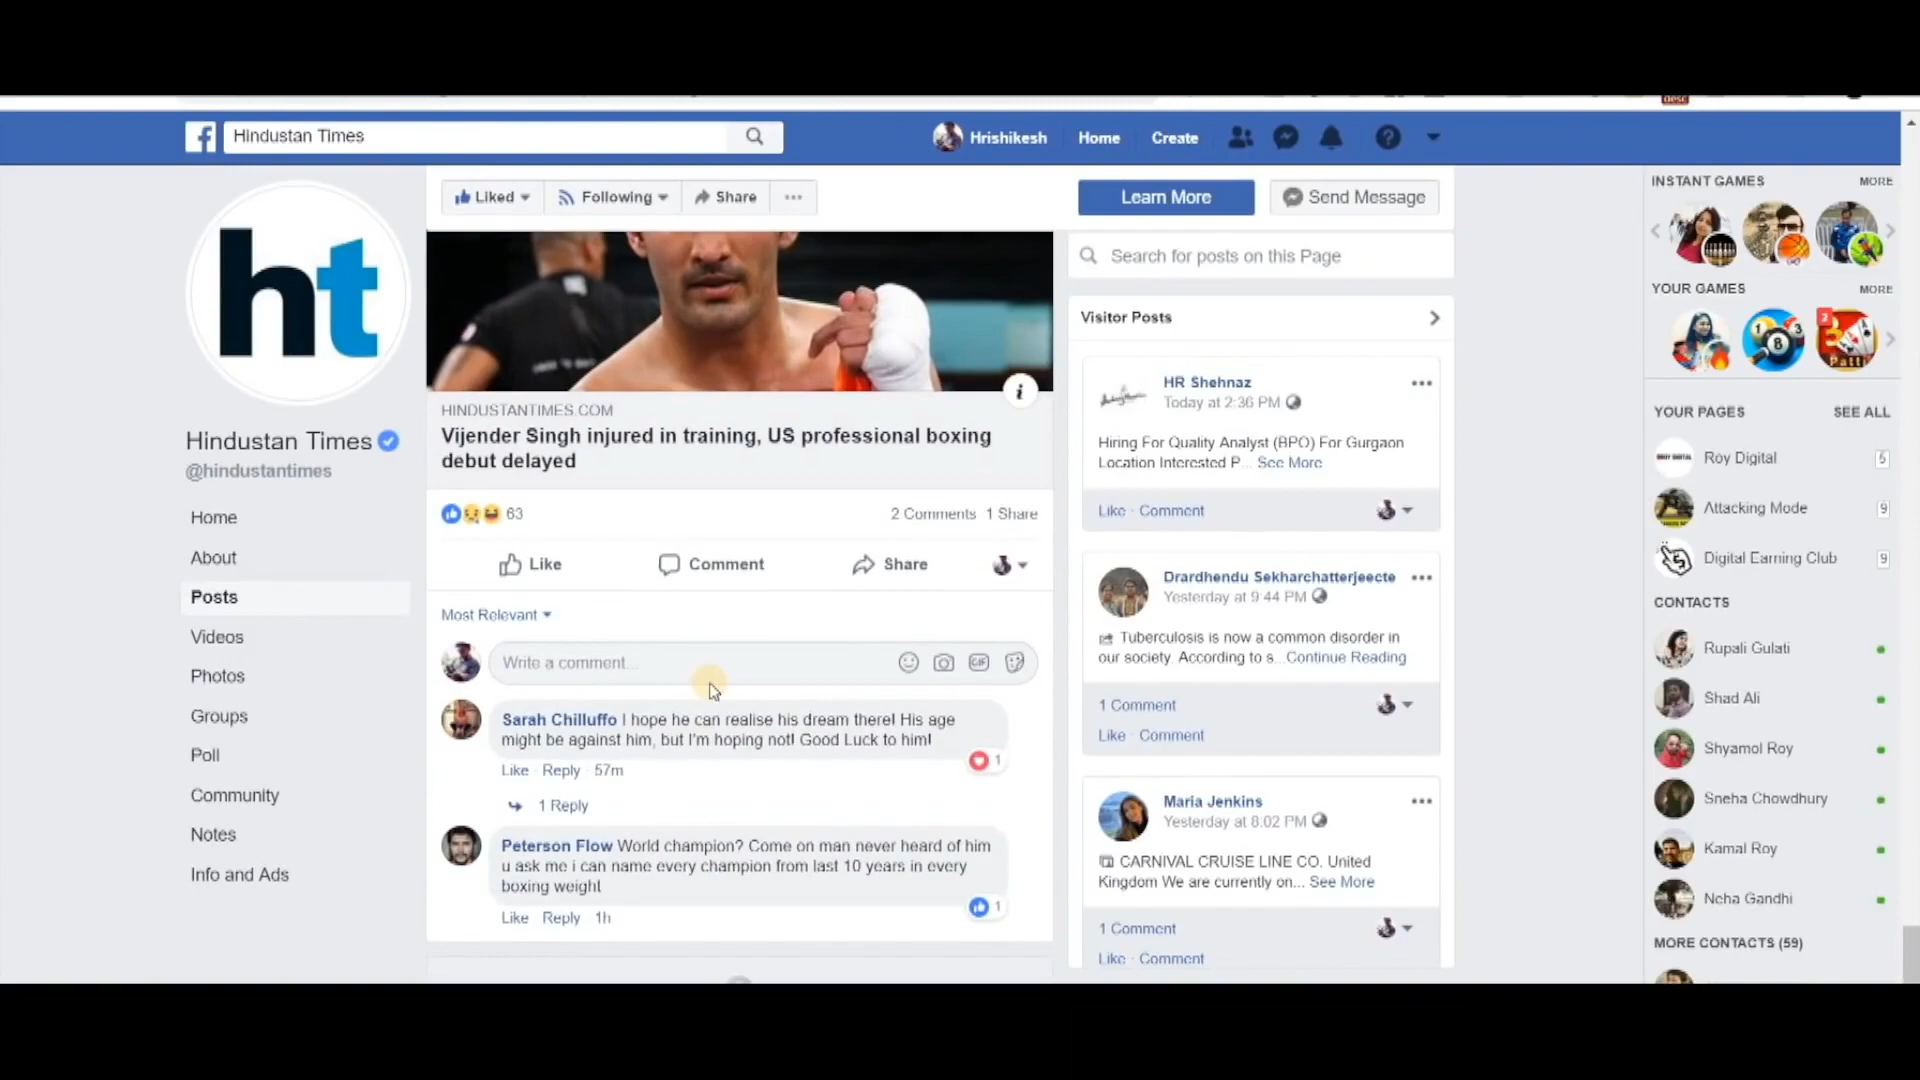 Hindustan Times
Hrishikesh
Home
Create
Liked
Following
Share
Learn More
Send Message
ht
Hindustan Times
@hindustantimes
Home
About
Posts
Videos
Photos
Groups
Poll
Community
Notes
Info and Ads
HINDUSTANTIMES.COM
Vijender Singh injured in training, US professional boxing
debut delayed
63
2 Comments 1 Share
Like
Comment
Share
Most Relevant
Write a comment...
GIF
Sarah Chilluffo I hope he can realise his dream there! His age
might be against him, but I'm hoping not! Good Luck to him!
1
Like · Reply · 57m
1 Reply
Peterson Flow World champion? Come on man never heard of him
u ask me i can name every champion from last 10 years in every
boxing weight
1
Like · Reply · 1h
Search for posts on this Page
Visitor Posts
HR Shehnaz
Today at 2:36 PM
Hiring For Quality Analyst (BPO) For Gurgaon
Location Interested P... See More
Like · Comment
Drardhendu Sekharchatterjeecte
Yesterday at 9:44 PM
Tuberculosis is now a common disorder in
our society. According to s...Continue Reading
1 Comment
Like · Comment
Maria Jenkins
Yesterday at 8:02 PM
CARNIVAL CRUISE LINE CO. United
Kingdom We are currently on... See More
1 Comment
Like · Comment
INSTANT GAMES
MORE
YOUR GAMES
MORE
8
2
3
Patti
YOUR PAGES
SEE ALL
Roy Digital
Attacking Mode
9
Digital Earning Club
9
CONTACTS
Rupali Gulati
Shad Ali
Shyamol Roy
Sneha Chowdhury
Kamal Roy
Neha Gandhi
MORE CONTACTS (59)